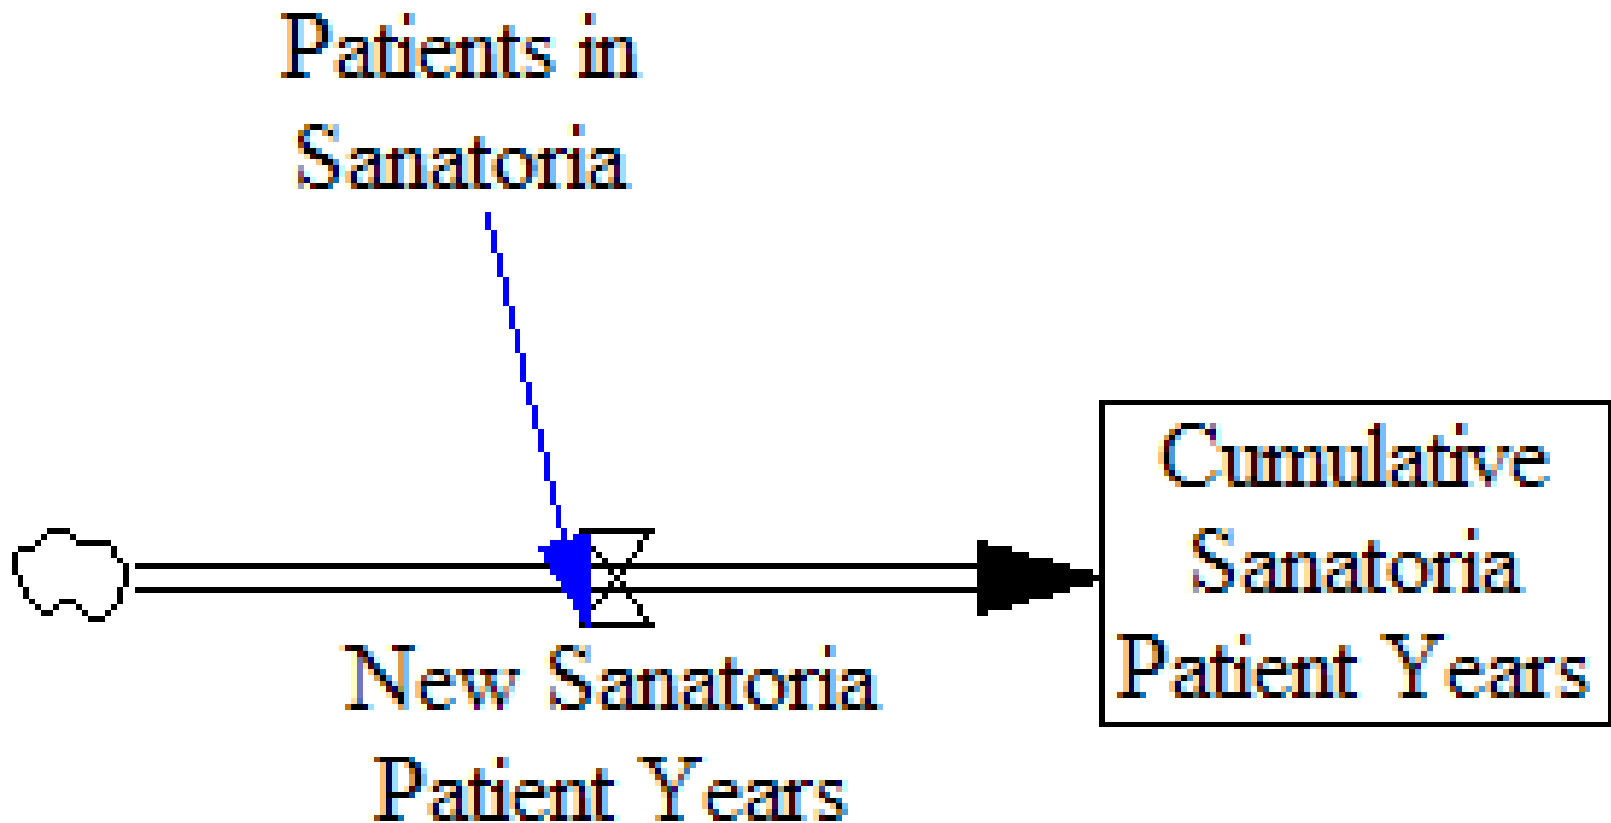 Patients in
Sanatoria
Cumulative
Sanatoria
Patient Years
New Sanatoria
Patient Years